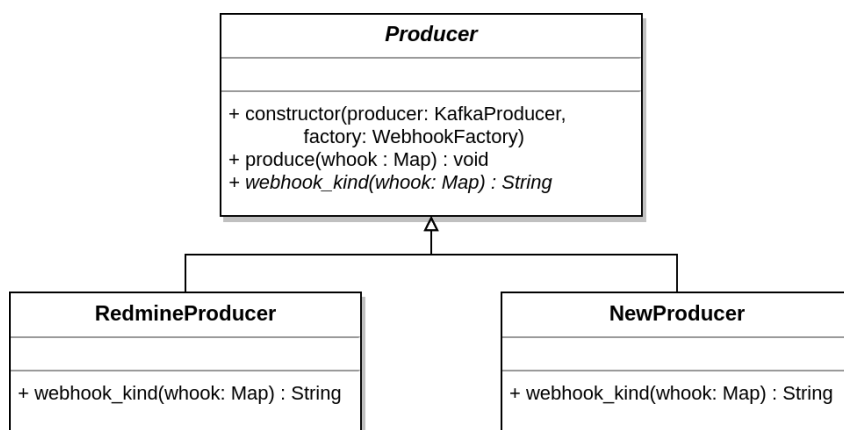 Producer
+ constructor(producer: KafkaProducer,
factory: WebhookFactory)
+ produce(whook : Map) : void
+ webhook_kind(whook: Map) : String
RedmineProducer
+ webhook_kind(whook: Map) : String
NewProducer
+ webhook_kind(whook: Map) : String